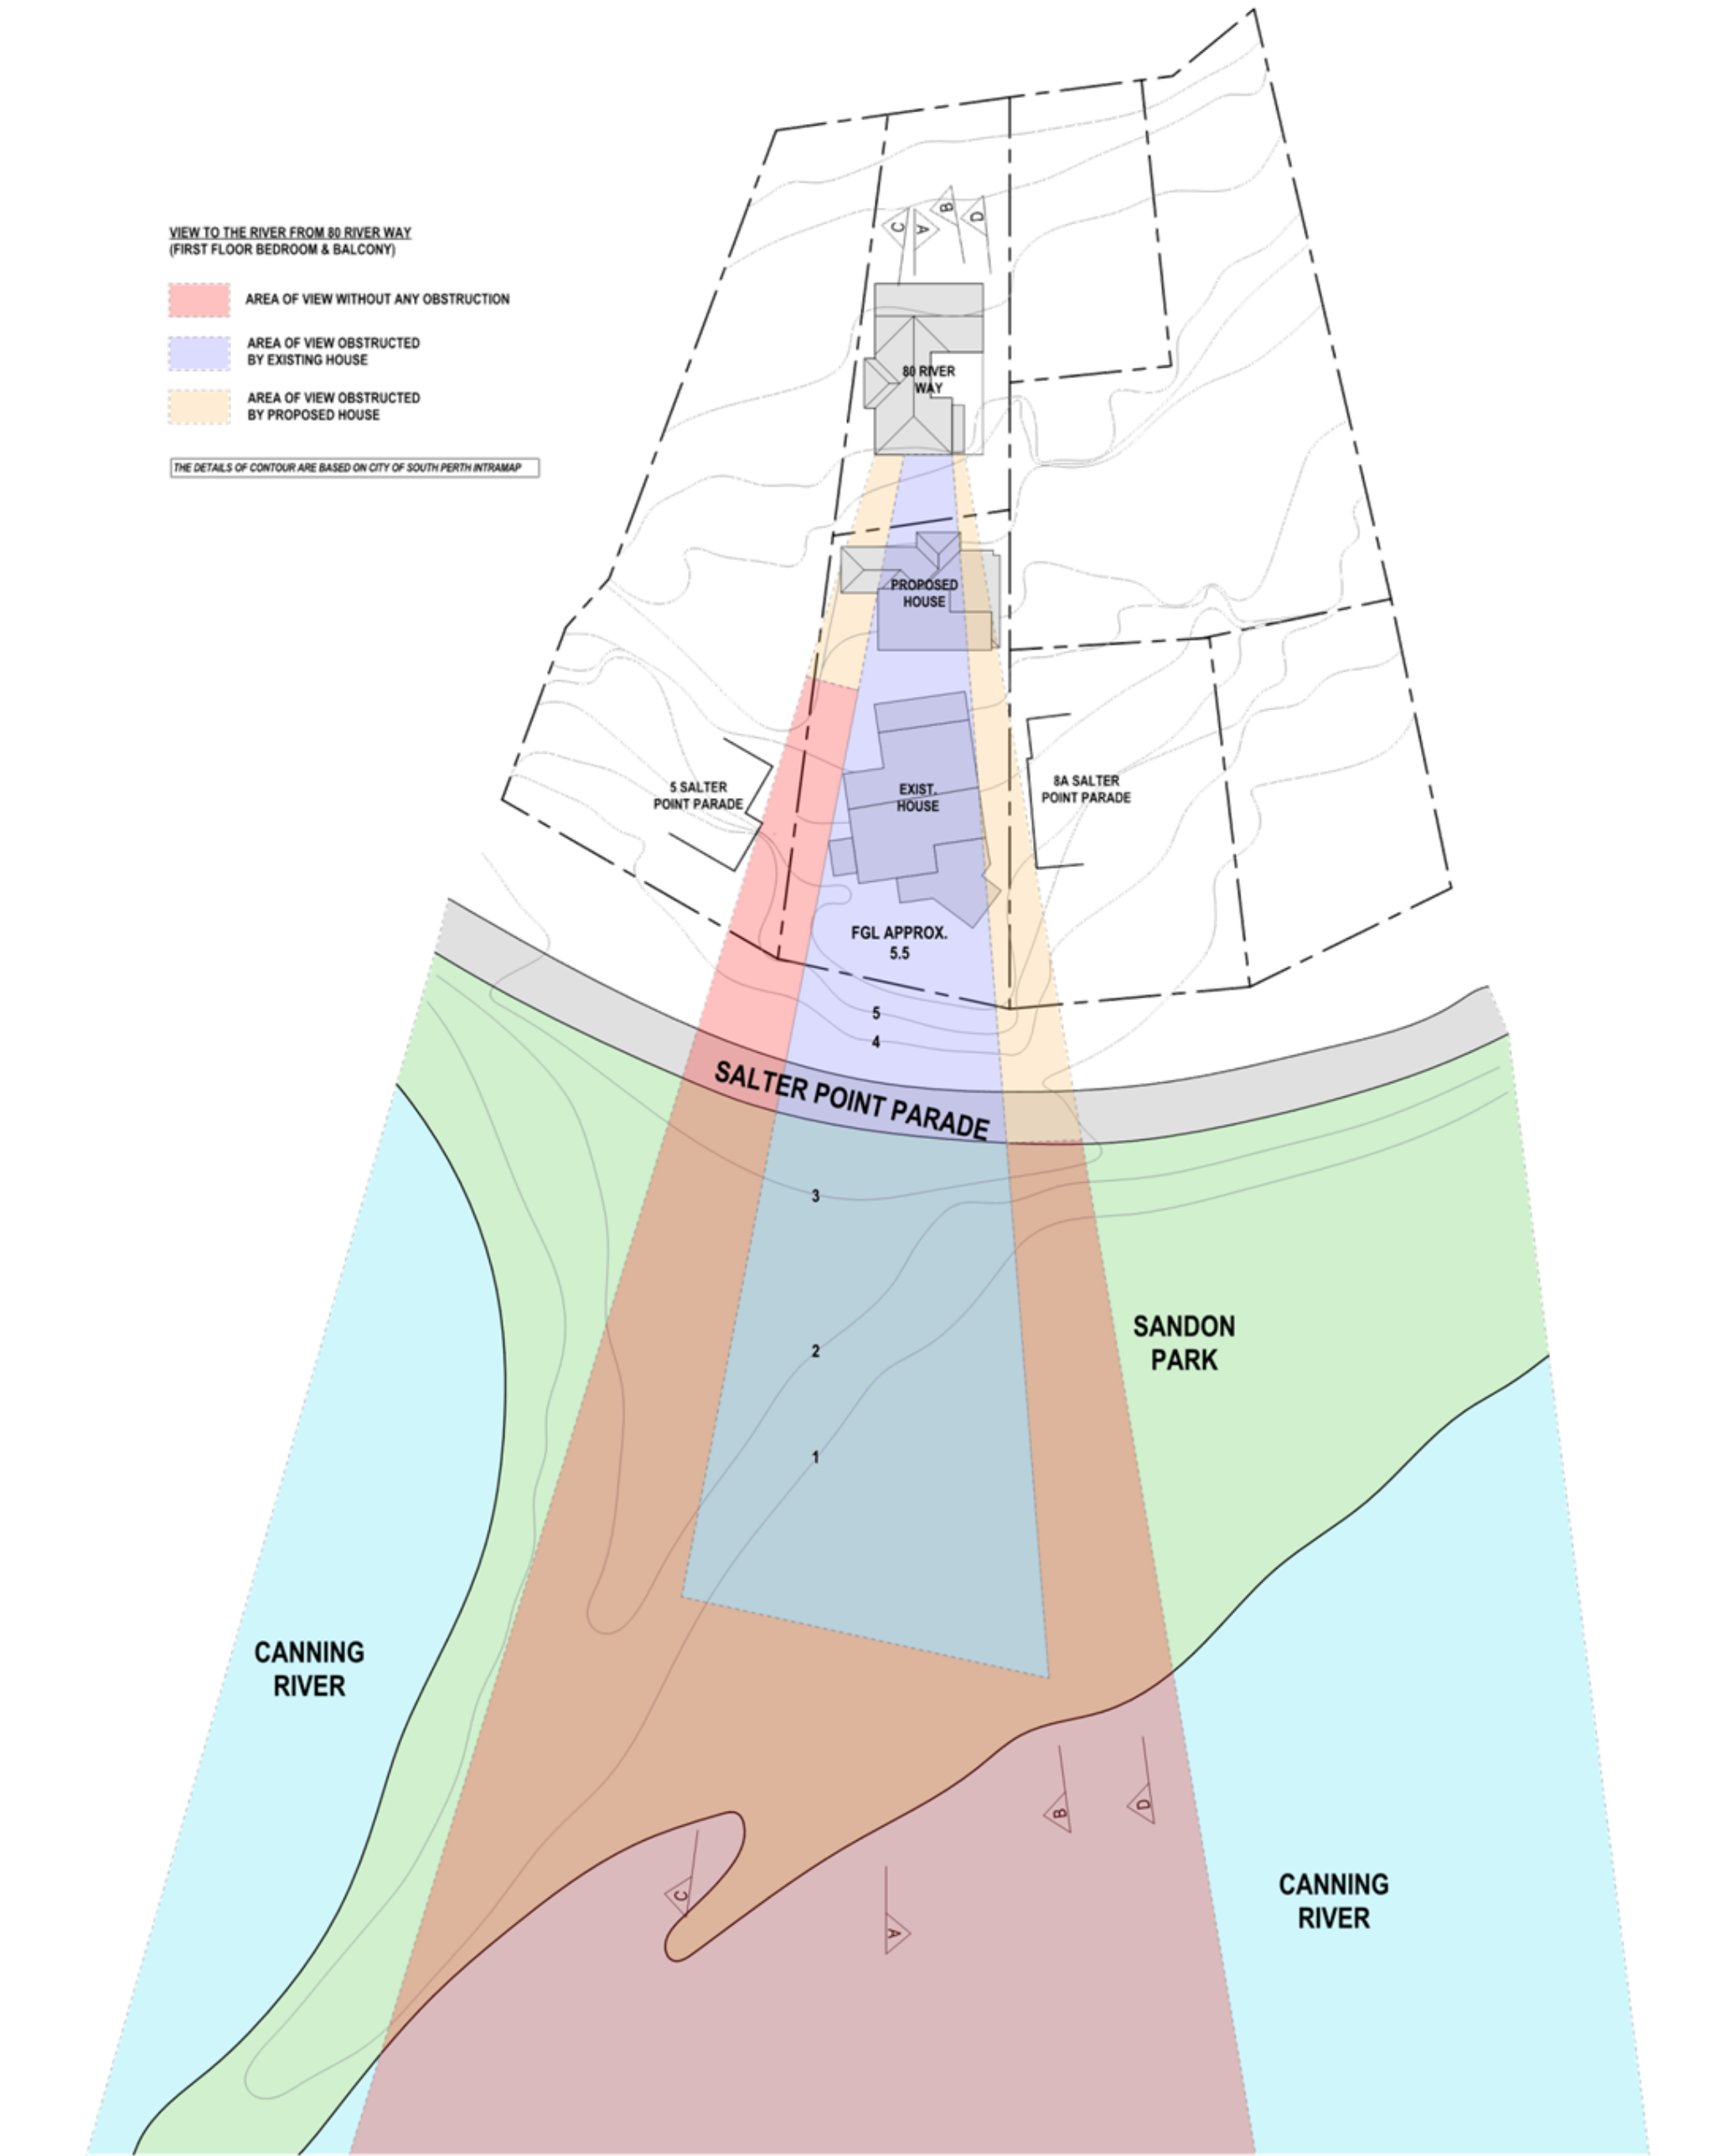 VIEW TO THE RIVER FROM 80 RIVER WAY
(FIRST FLOOR BEDROOM & BALCONY)
AREA OF VIEW WITHOUT ANY OBSTRUCTION
AREA OF VIEW OBSTRUCTED
BY EXISTING HOUSE
AREA OF VIEW OBSTRUCTED
BY PROPOSED HOUSE
THE DETAILS OF CONTOUR ARE BASED ON CITY OF SOUTH PERTH INTRAMAP
C
A
B
D
80 RIVER
WAY
PROPOSED
HOUSE
5 SALTER
POINT PARADE
EXIST.
HOUSE
8A SALTER
POINT PARADE
FGL APPROX.
5.5
5
4
SALTER POINT PARADE
3
2
1
SANDON
PARK
CANNING
RIVER
B
D
C
A
CANNING
RIVER